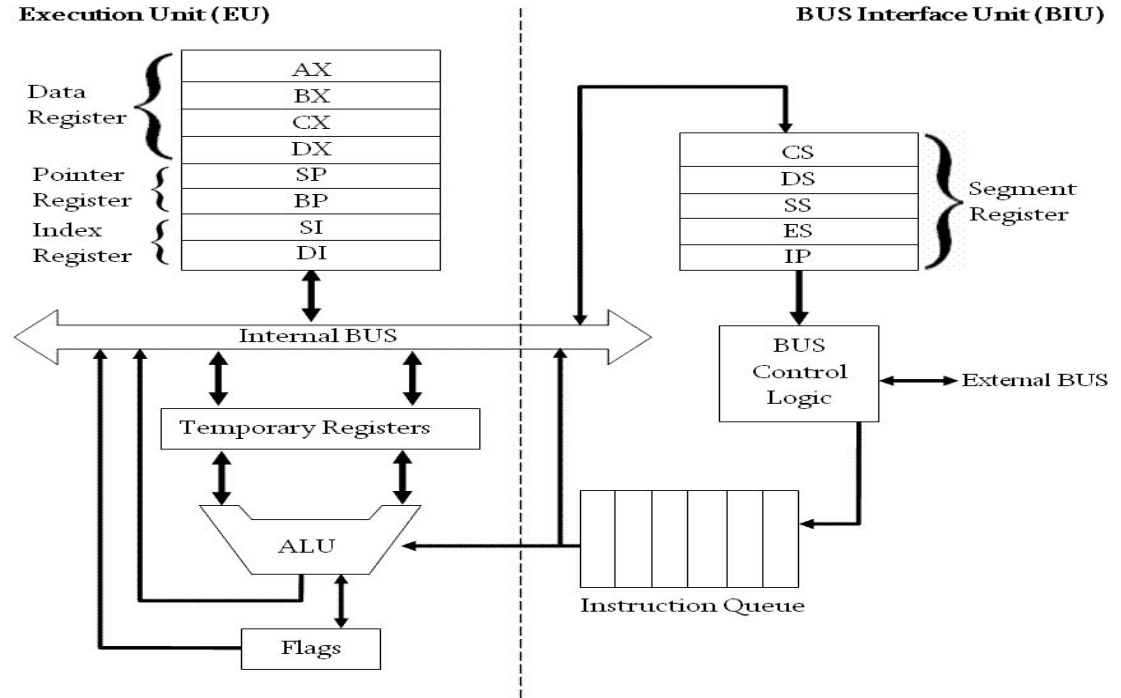 Execution Unit (EU)
BUS Interface Unit (BIU)
Data
Register
AX
BX
CX
DX
Pointer
Register
SP
BP
Index
Register
SI
DI
CS
DS
SS
ES
IP
Segment
Register
Internal BUS
BUS
Control
Logic
External BUS
Temporary Registers
ALU
Instruction Queue
Flags